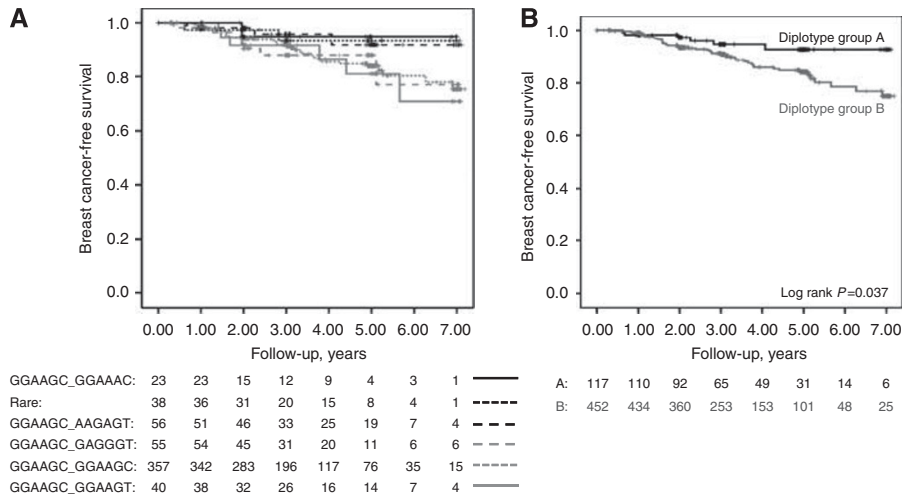 A
B
1.0
0.8
0.6
0.4
0.2
0.0
Breast cancer-free survival
0.00 1.00 2.00 3.00 4.00 5.00 6.00 7.00
Follow-up, years
GGAAGC_GGAAAC: 23 23 15 12 9 4 3 1
Rare: 38 36 31 20 15 8 4 1
GGAAGC_AAGAGT: 56 51 46 33 25 19 7 4
GGAAGC_GAGGGT: 55 54 45 31 20 11 6 6
GGAAGC_GGAAGC: 357 342 283 196 117 76 35 15
GGAAGC_GGAAGT: 40 38 32 26 16 14 7 4
1.0
0.8
0.6
0.4
0.2
0.0
Breast cancer-free survival
Diplotype group A
Diplotype group B
Log rank P=0.037
0.00 1.00 2.00 3.00 4.00 5.00 6.00 7.00
Follow-up, years
A: 117 110 92 65 49 31 14 6
B: 452 434 360 253 153 101 48 25